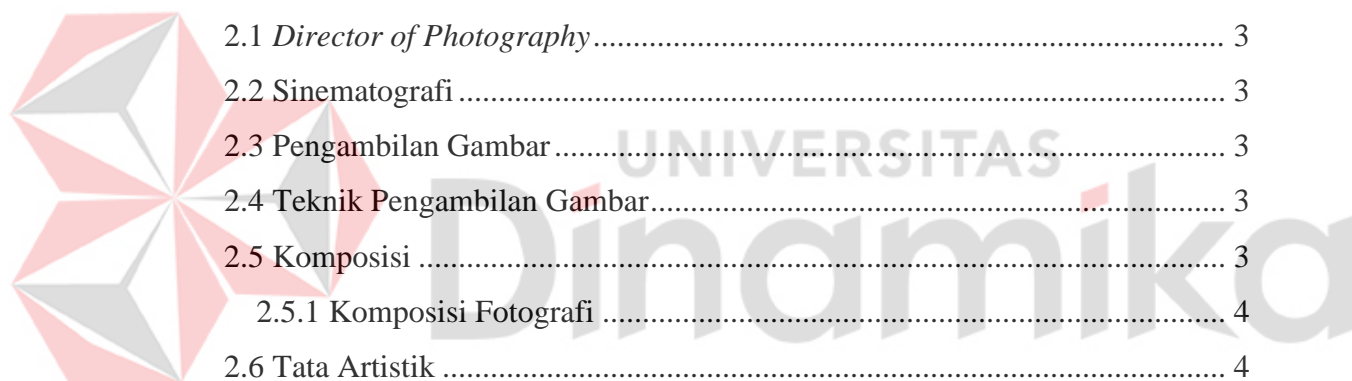 2.1 Director of Photography............................................................................... 3
2.2 Sinematografi................................................................................................ 3
2.3 Pengambilan Gambar.................................................................................... 3
UNIVERSITAS
2.4 Teknik Pengambilan Gambar........................................................................ 3
Dinamika
2.5 Komposisi ..................................................................................................... 3
2.5.1 Komposisi Fotografi .............................................................................. 4
2.6 Tata Artistik .................................................................................................. 4